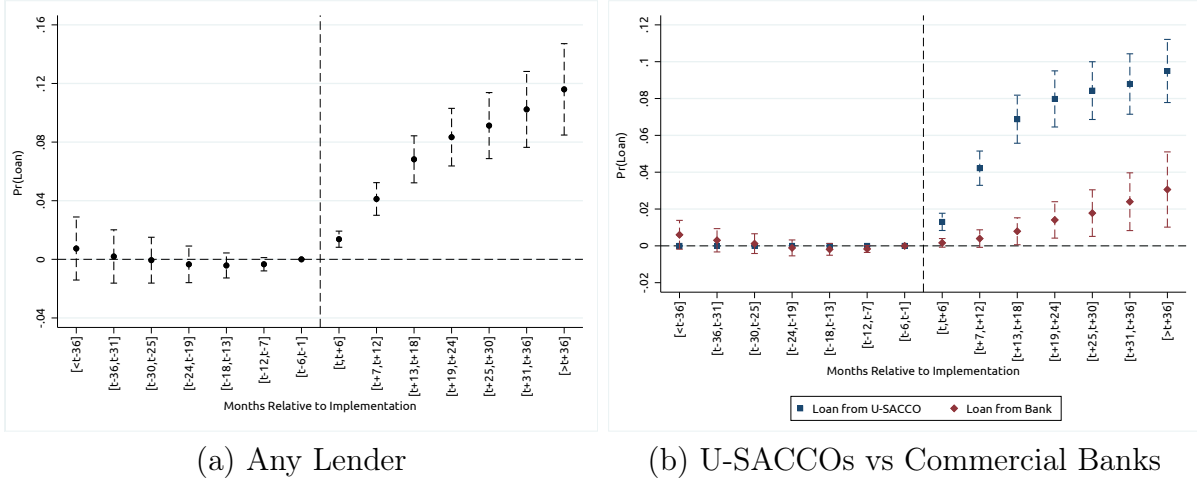 Pr(Loan)
.16
.12
.08
.04
0
-.04
[<t-36]
[t-36,t-31]
[t-30,t-25]
[t-24,t-19]
[t-18,t-13]
[t-12,t-7]
[t-6,t-1]
[t,t+6]
[t+7,t+12]
[t+13,t+18]
[t+19,t+24]
[t+25,t+30]
[t+31,t+36]
[>t+36]
Months Relative to Implementation
(a) Any Lender
Pr(Loan)
.12
.1
.08
.06
.04
.02
0
-.02
[<t-36]
[t-36,t-31]
[t-30,t-25]
[t-24,t-19]
[t-18,t-13]
[t-12,t-7]
[t-6,t-1]
[t,t+6]
[t+7,t+12]
[t+13,t+18]
[t+19,t+24]
[t+25,t+30]
[t+31,t+36]
[>t+36]
Months Relative to Implementation
Loan from U-SACCO Loan from Bank
(b) U-SACCOs vs Commercial Banks